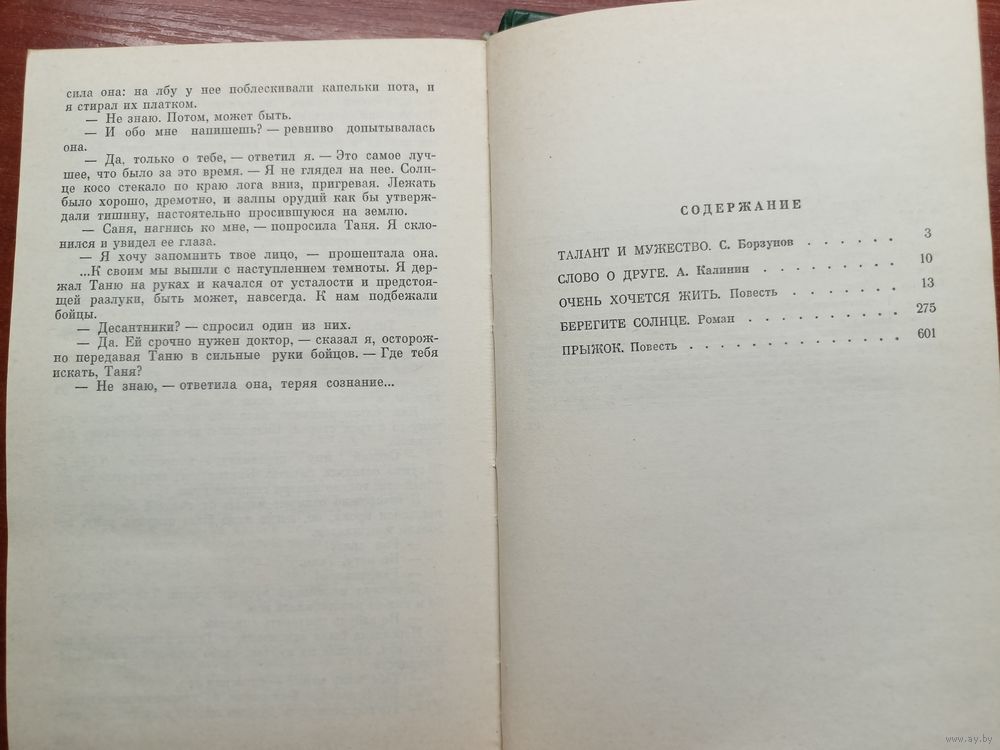 сила она: на лбу у нее поблескивали капельки пота, и
я стирал их платком.
— Не знаю. Потом, может быть.
— И обо мне напишешь? — ревниво допытывалась
она.
— Да, только о тебе, — ответил я. — Это самое луч-
шее, что было за это время. — Я не глядел на нее. Солн-
це косо стекало по краю лога вниз, пригревая. Лежать
было хорошо, дремотно, и залпы орудий как бы утверж-
дали тишину, настоятельно просившуюся на землю.
— Саня, нагнись ко мне, — попросила Таня. Я скло-
нился и увидел ее глаза.
— Я хочу запомнить твое лицо, — прошептала она.
...К своим мы вышли с наступлением темноты. Я дер-
жал Таню на руках и качался от усталости и предстоя-
щей разлуки, быть может, навсегда. К нам подбежали
бойцы.
— Десантники? — спросил один из них.
— Да. Ей срочно нужен доктор, — сказал я, осторож-
но передавая Таню в сильные руки бойцов. — Где тебя
искать, Таня?
— Не знаю, — ответила она, теряя сознание...
СОДЕРЖАНИЕ
ТАЛАНТ И МУЖЕСТВО. С. Борзунов . . . . . . 3
СЛОВО О ДРУГЕ. А. Калинин . . . . . . . . 10
ОЧЕНЬ ХОЧЕТСЯ ЖИТЬ. Повесть . . . . . . . 13
БЕРЕГИТЕ СОЛНЦЕ. Роман . . . . . . . . . 275
ПРЫЖОК. Повесть . . . . . . . . . . . . 601
www.ay.by